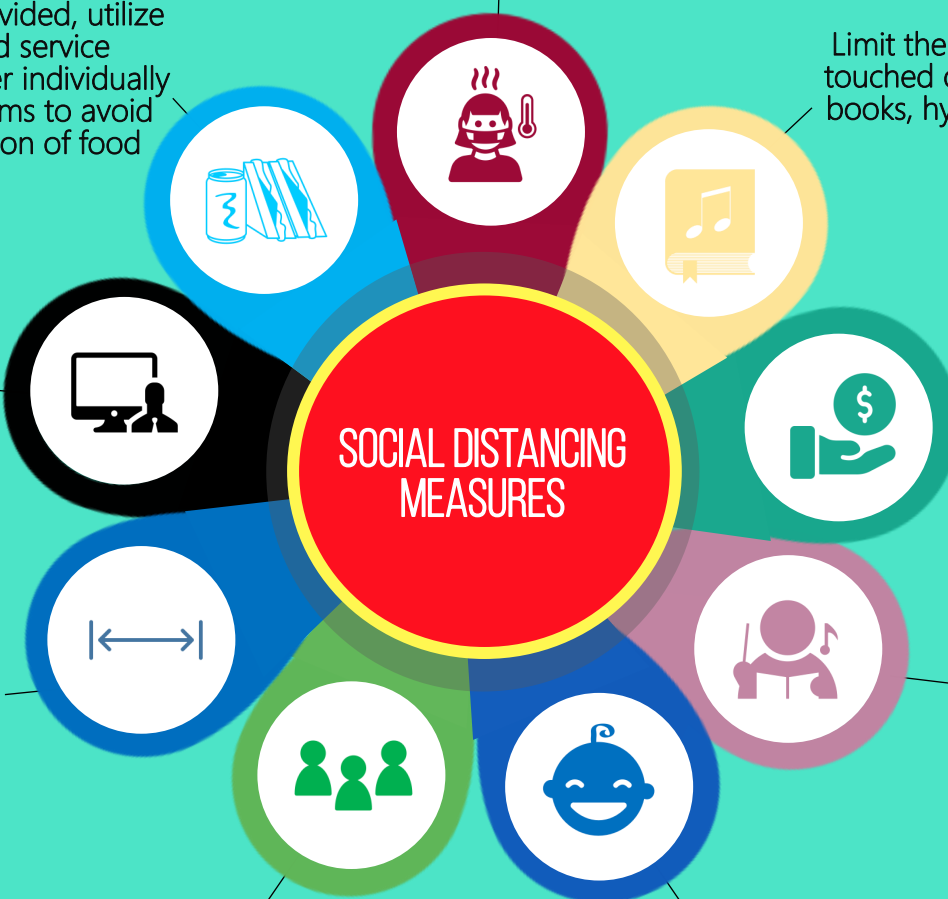 vided, utilize
d service
er individually
ms to avoid
on of food
Limit the
touched
books, hy
$
SOCIAL DISTANCING
MEASURES